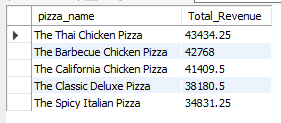 pizza_name Total_Revenue
The Thai Chicken Pizza 43434.25
The Barbecue Chicken Pizza 42768
The California Chicken Pizza 41409.5
The Classic Deluxe Pizza 38180.5
The Spicy Italian Pizza 34831.25